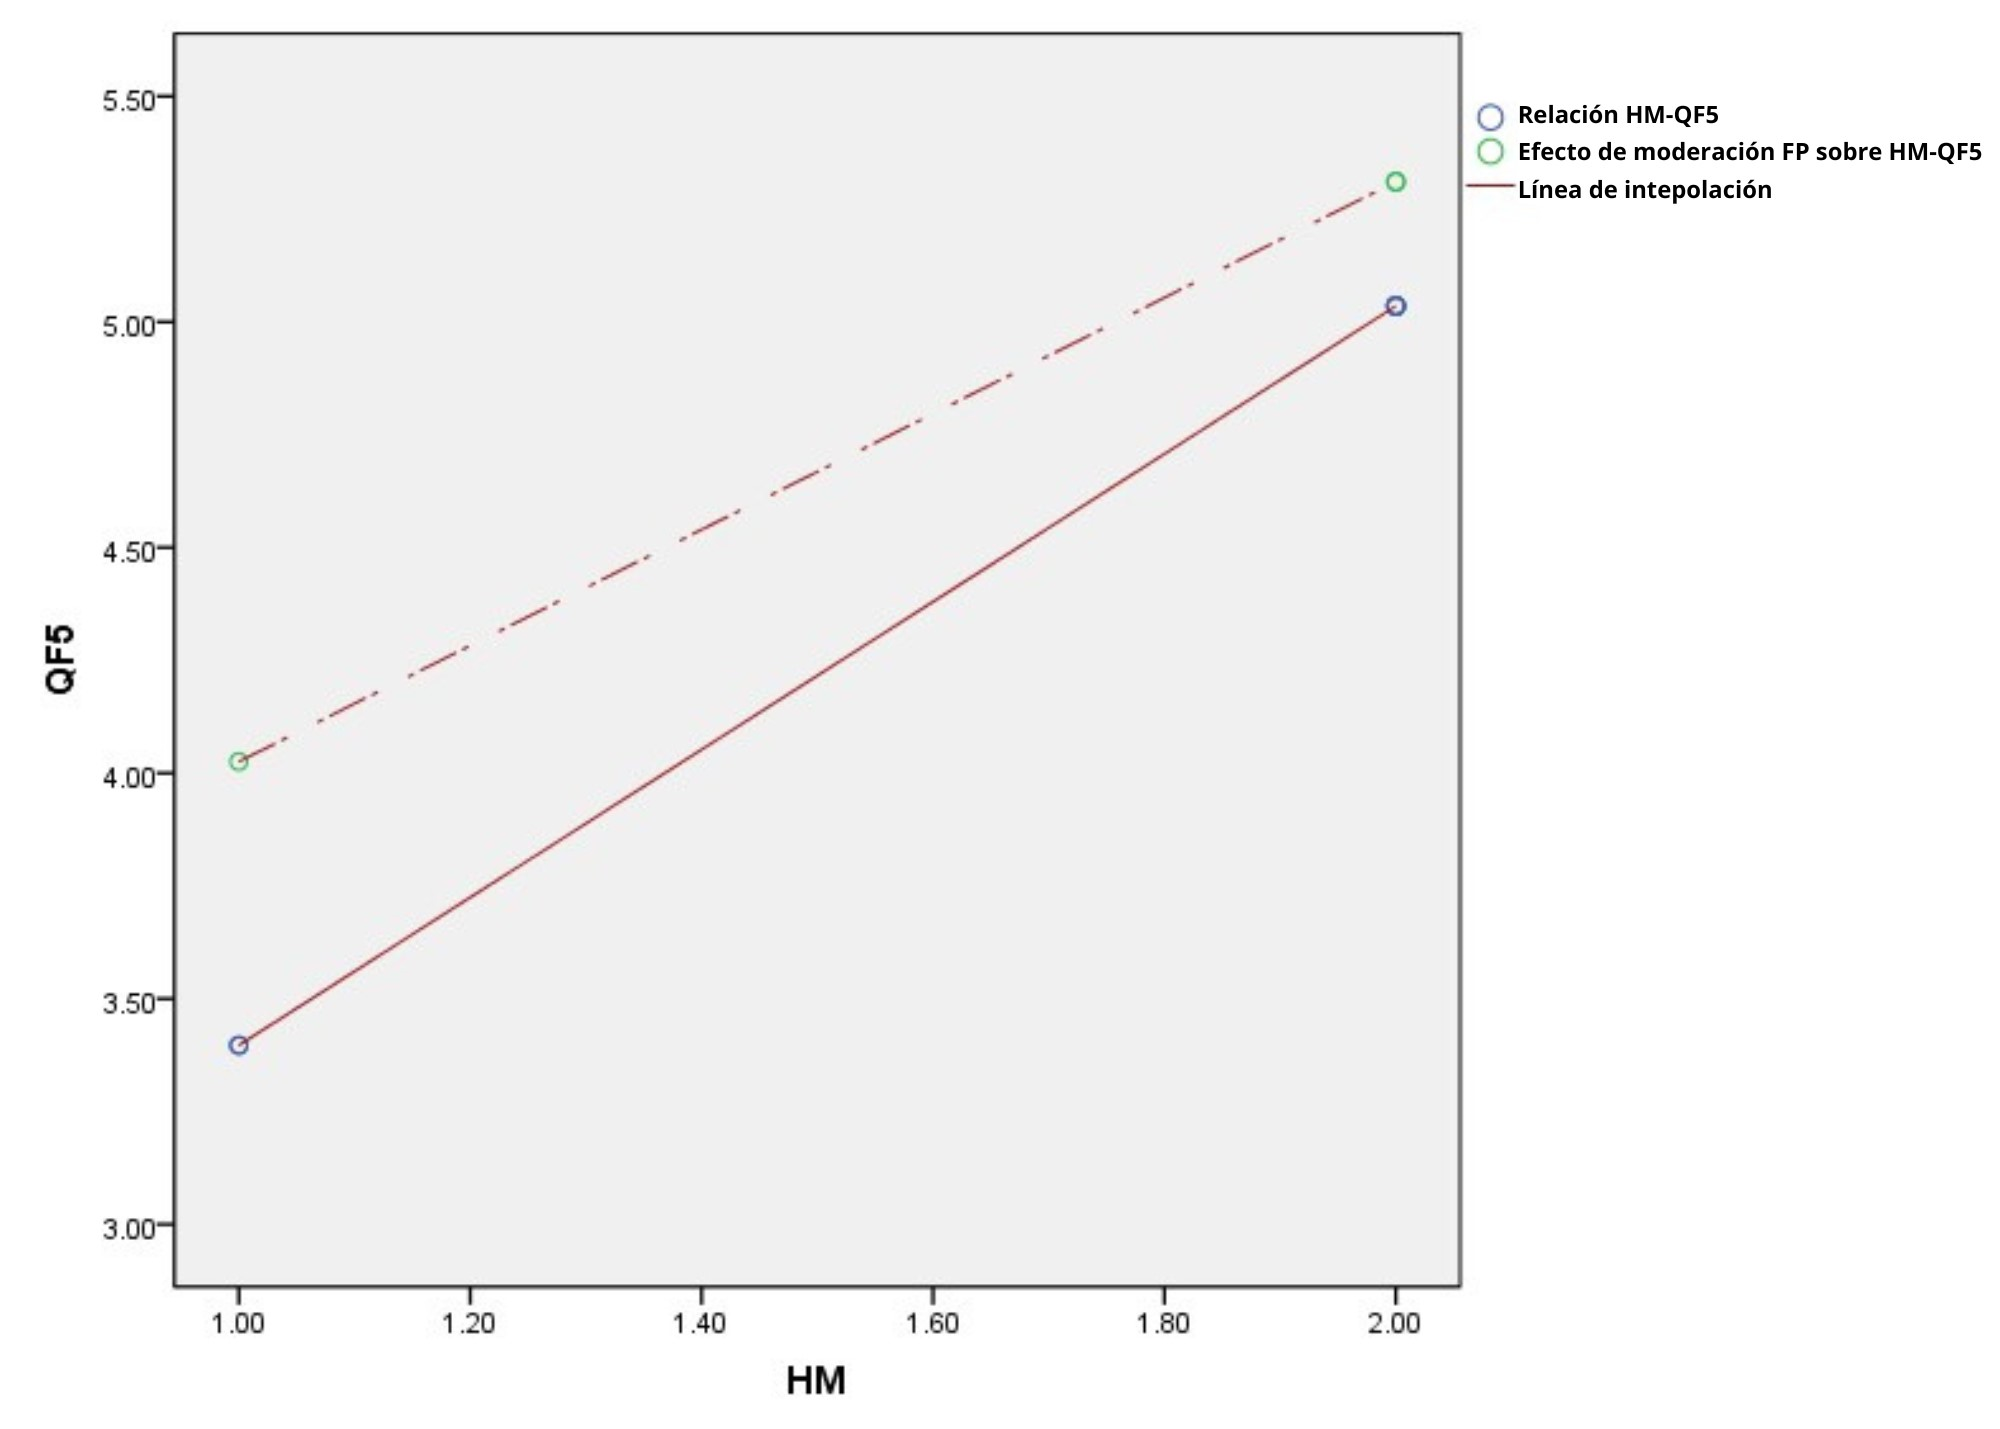 5.50
5.00
4.50
4.00
3.50
3.00
QF5
1.00
1.20
1.40
1.60
1.80
2.00
HM
Relación HM-QF5
Efecto de moderación FP sobre HM-QF5
Línea de intepolación